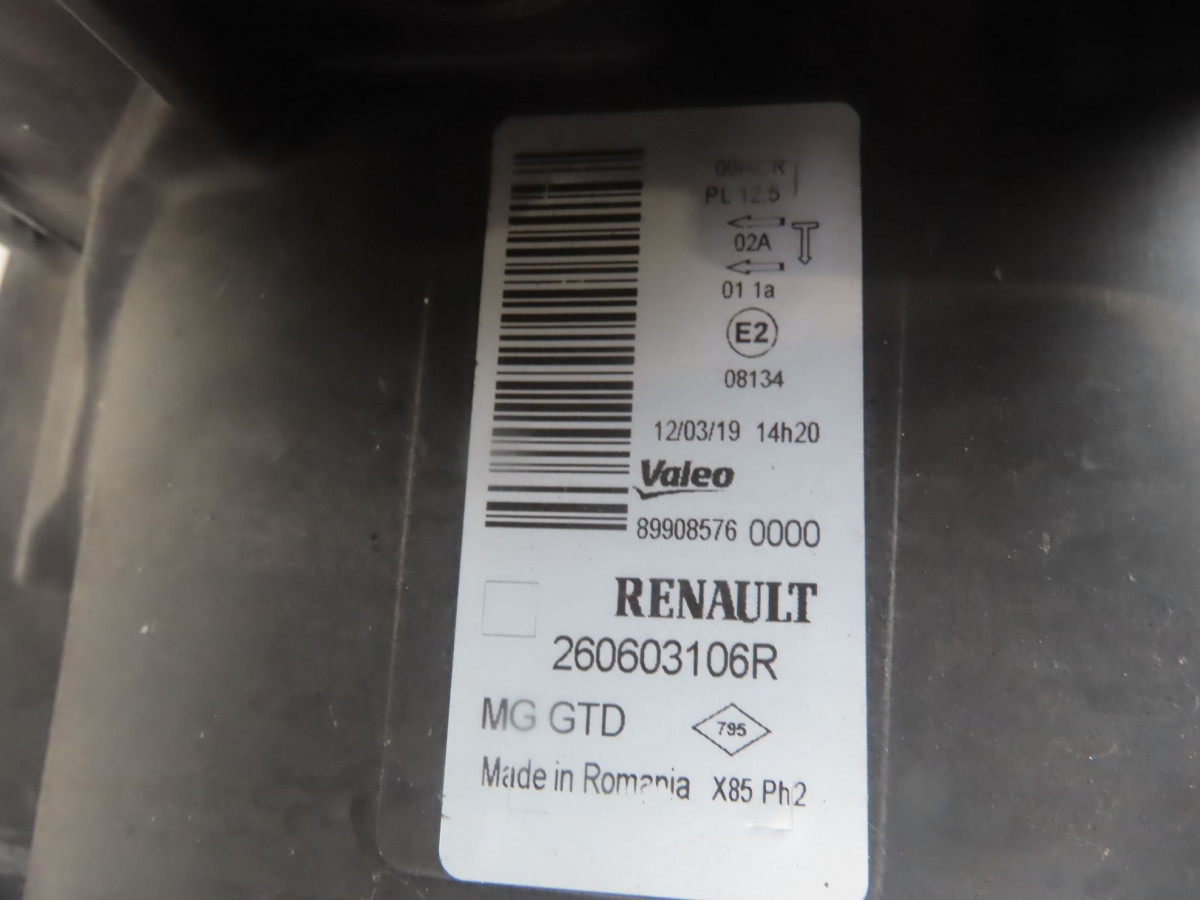 PL 12,5
02A
01 1a
E2
08134
12/03/19 14h20
Valeo
89908576 0000
RENAULT
260603106R
MG GTD
795
Made in Romania X85 Ph2